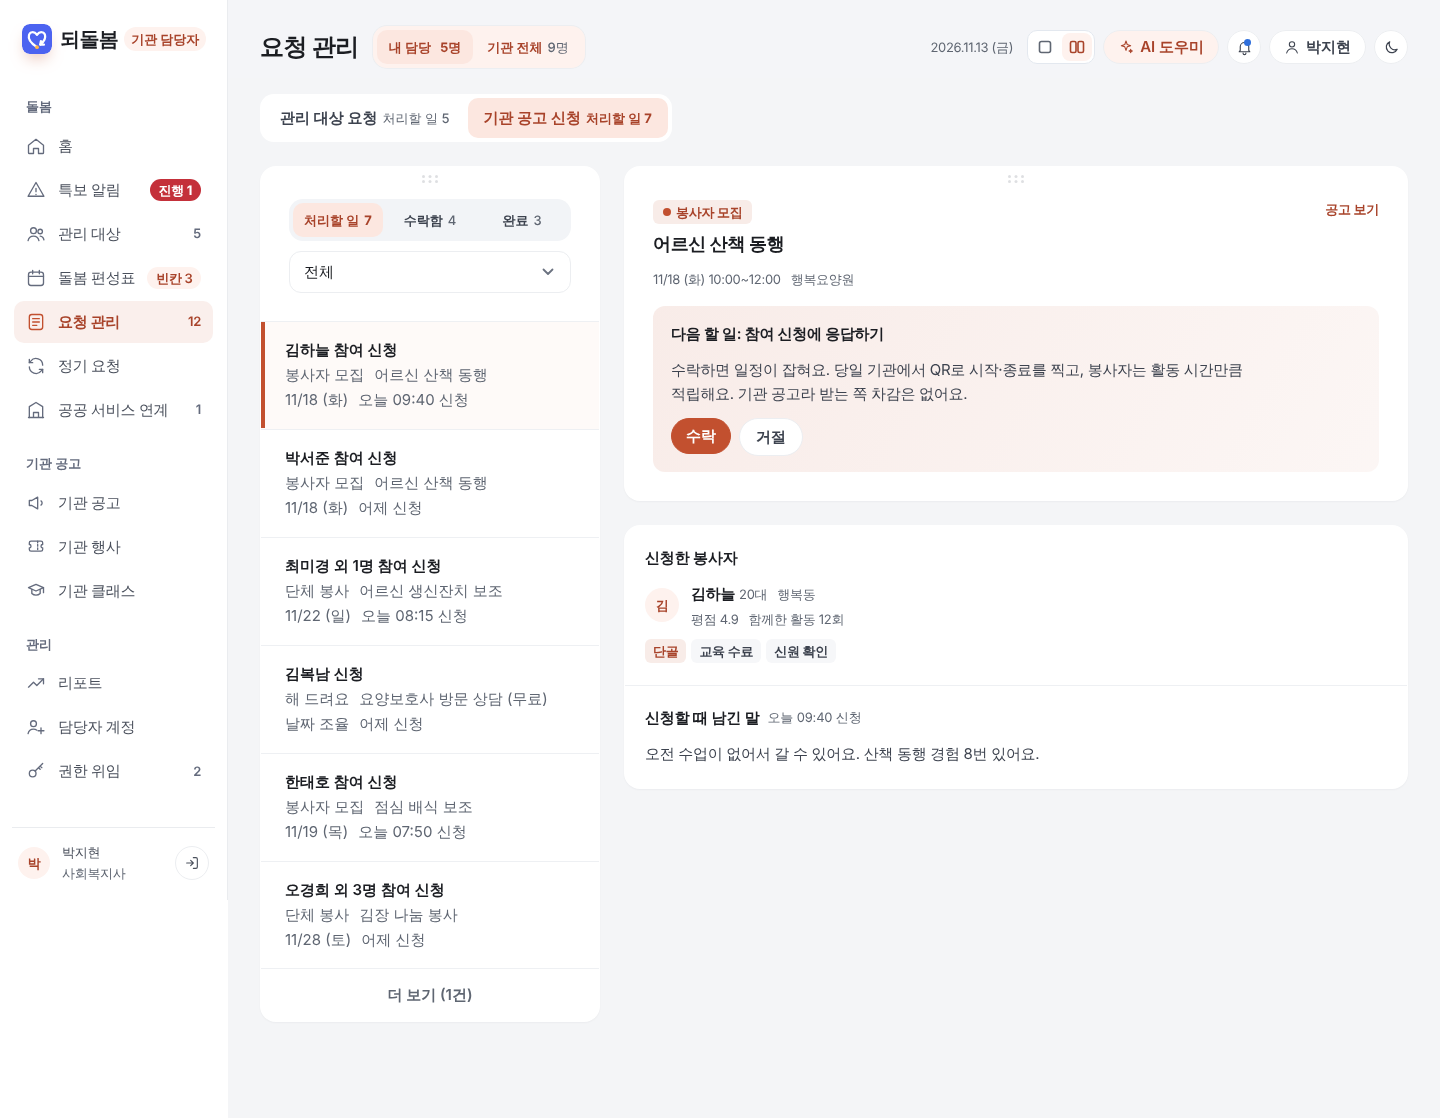 되돌봄 기관 담당자
돌봄
홈
특보 알림 진행 1
관리 대상 5
돌봄 편성표 빈칸 3
요청 관리 12
정기 요청
공공 서비스 연계 1
기관 공고
기관 공고
기관 행사
기관 클래스
관리
리포트
담당자 계정
권한 위임 2
박 박지현
사회복지사
요청 관리 내 담당 5명 기관 전체 9명
2026.11.13 (금) AI 도우미 박지현
관리 대상 요청 처리할 일 5 기관 공고 신청 처리할 일 7
처리할 일 7 수락함 4 완료 3
전체
김하늘 참여 신청
봉사자 모집 어르신 산책 동행
11/18 (화) 오늘 09:40 신청
박서준 참여 신청
봉사자 모집 어르신 산책 동행
11/18 (화) 어제 신청
최미경 외 1명 참여 신청
단체 봉사 어르신 생신잔치 보조
11/22 (일) 오늘 08:15 신청
김복남 신청
해 드려요 요양보호사 방문 상담 (무료)
날짜 조율 어제 신청
한태호 참여 신청
봉사자 모집 점심 배식 보조
11/19 (목) 오늘 07:50 신청
오경희 외 3명 참여 신청
단체 봉사 김장 나눔 봉사
11/28 (토) 어제 신청
더 보기 (1건)
봉사자 모집 공고 보기
어르신 산책 동행
11/18 (화) 10:00~12:00 행복요양원
다음 할 일: 참여 신청에 응답하기
수락하면 일정이 잡혀요. 당일 기관에서 QR로 시작·종료를 찍고, 봉사자는 활동 시간만큼
적립해요. 기관 공고라 받는 쪽 차감은 없어요.
수락 거절
신청한 봉사자
김 김하늘 20대 행복동
평점 4.9 함께한 활동 12회
단골 교육 수료 신원 확인
신청할 때 남긴 말 오늘 09:40 신청
오전 수업이 없어서 갈 수 있어요. 산책 동행 경험 8번 있어요.